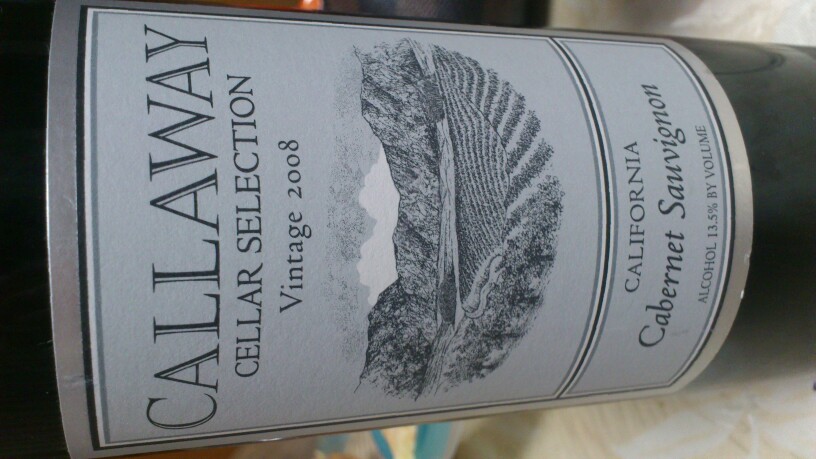 CALLAWAY
CELLAR SELECTION
Vintage 2008
CALIFORNIA
Cabernet Sauvignon
ALCOHOL 13.5% BY VOLUME